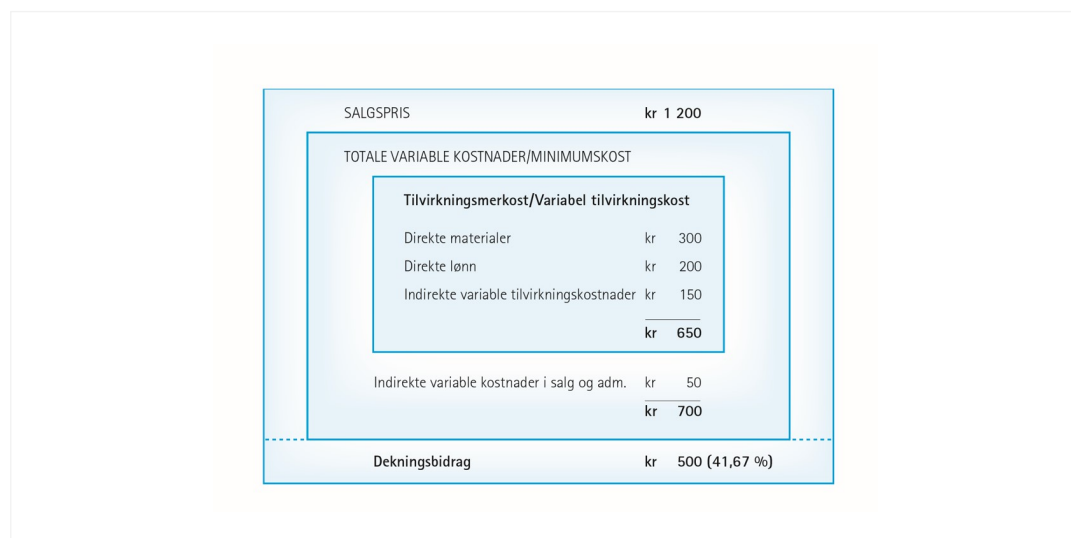 SALGSPRIS kr 1 200
TOTALE VARIABLE KOSTNADER/MINIMUMSKOST
Tilvirkningsmerkost/Variabel tilvirkningskost
Direkte materialer kr 300
Direkte lønn kr 200
Indirekte variable tilvirkningskostnader kr 150
kr 650
Indirekte variable kostnader i salg og adm. kr 50
kr 700
Dekningsbidrag kr 500 (41,67 %)